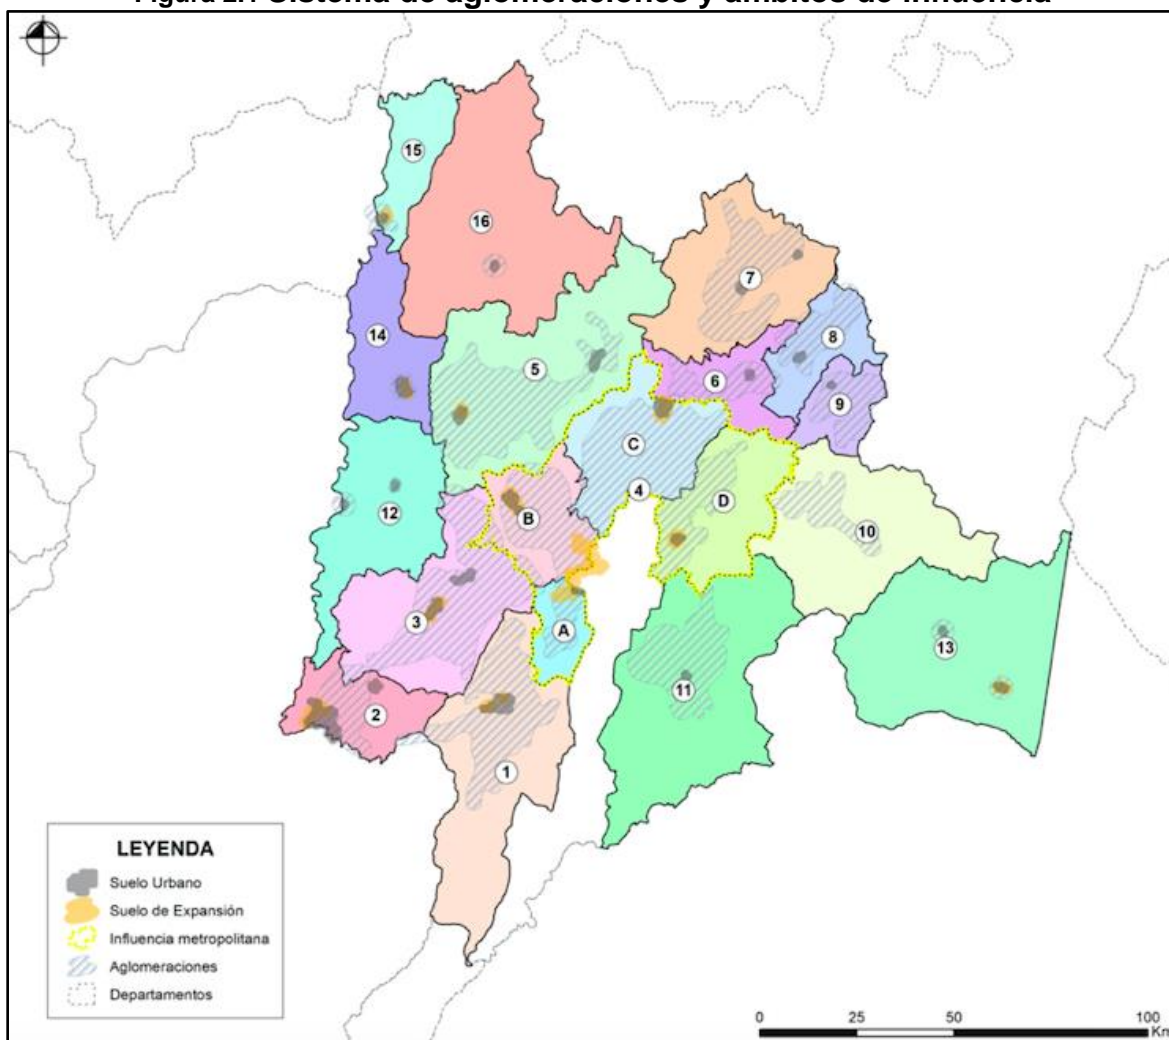 Figura 2.1 Sistema de aglomeraciones y ámbitos de influencia
15
16
7
14
8
5
6
9
C
4
D
B
12
10
3
A
13
11
2
1
LEYENDA
Suelo Urbano
Suelo de Expansión
Influencia metropolitana
Aglomeraciones
Departamentos
0 25 50 100
Km